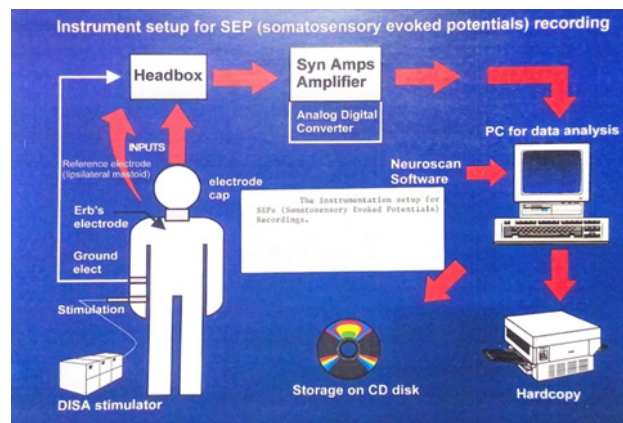 Instrument setup for SEP (somatosensory evoked potentials) recording
Headbox
Syn Amps
Amplifier
Analog Digital
Converter
PC for data analysis
INPUTS
Reference electrode
(lipsilateral mastoid)
Neuroscan
Software
electrode
cap
Erb's
electrode
The instrumentation setup for
SEPs (Somatosensory Evoked Potentials)
Recordings.
Ground
elect
Stimulation
DISA stimulator
Storage on CD disk
Hardcopy